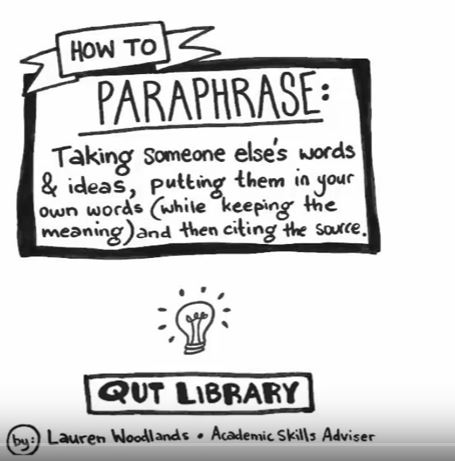 HOW TO
PARAPHRASE:
Taking someone else's words
& ideas, putting them in your
own words (while keeping the
meaning) and then citing the source.
QUT LIBRARY
by: Lauren Woodlands • Academic Skills Adviser